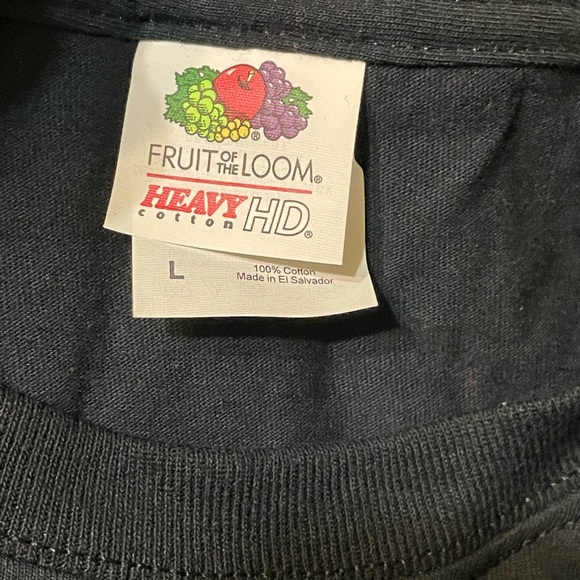 FRUIT OF THE LOOM®
HEAVY HD®
cotton
L
100% Cotton
Made in El Salvador